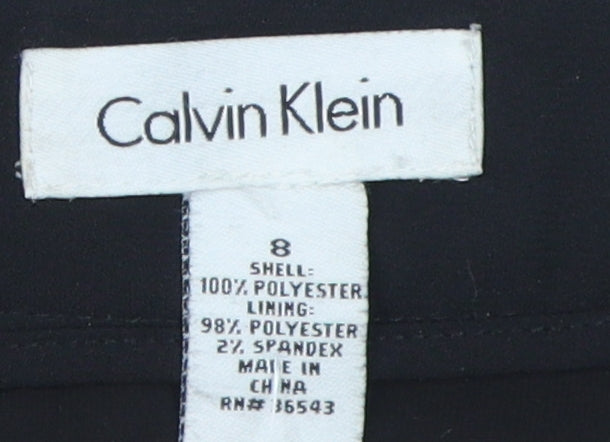 Calvin Klein
8
SHELL:
100% POLYESTER
LINING:
98% POLYESTER
2% SPANDEX
MADE IN
CHINA
RN# 36543